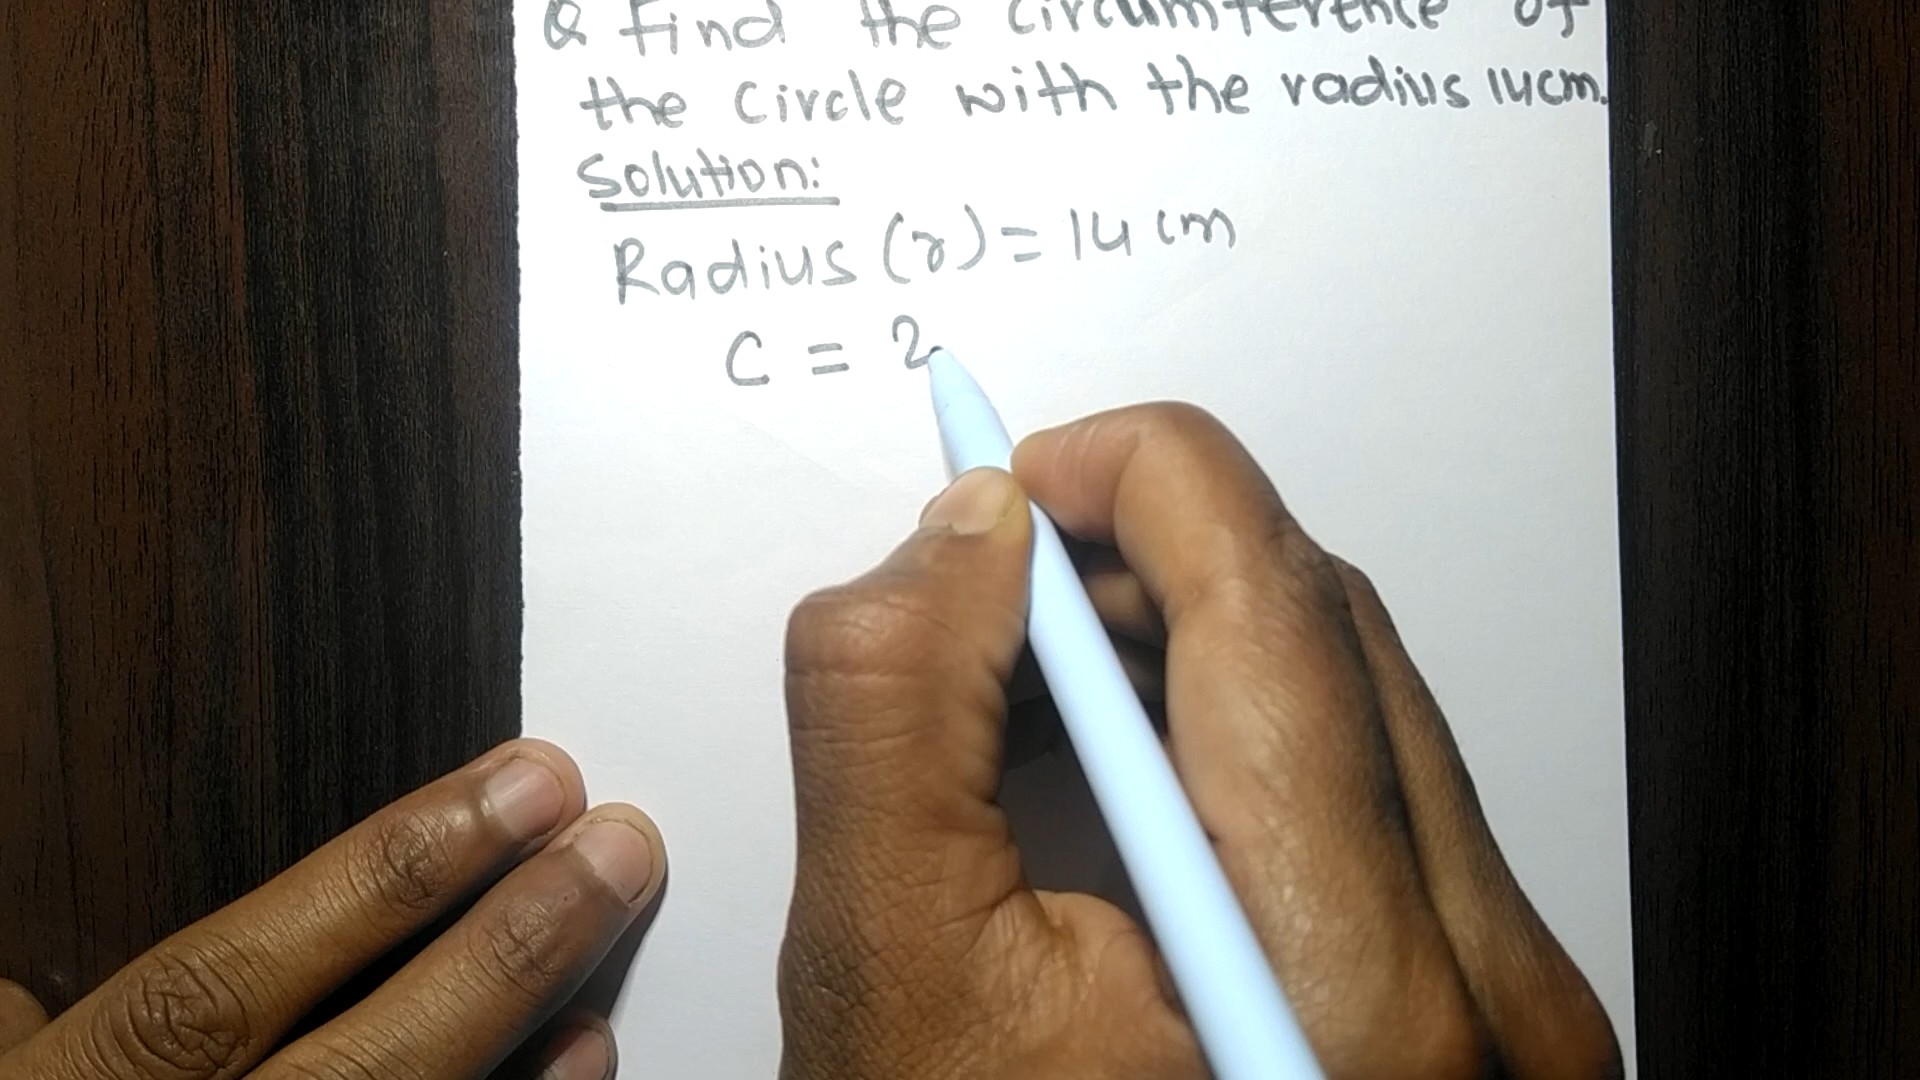 Q Find the circumference of
the circle with the radius 14cm.
Solution:
Radius (r) = 14 cm
C = 2